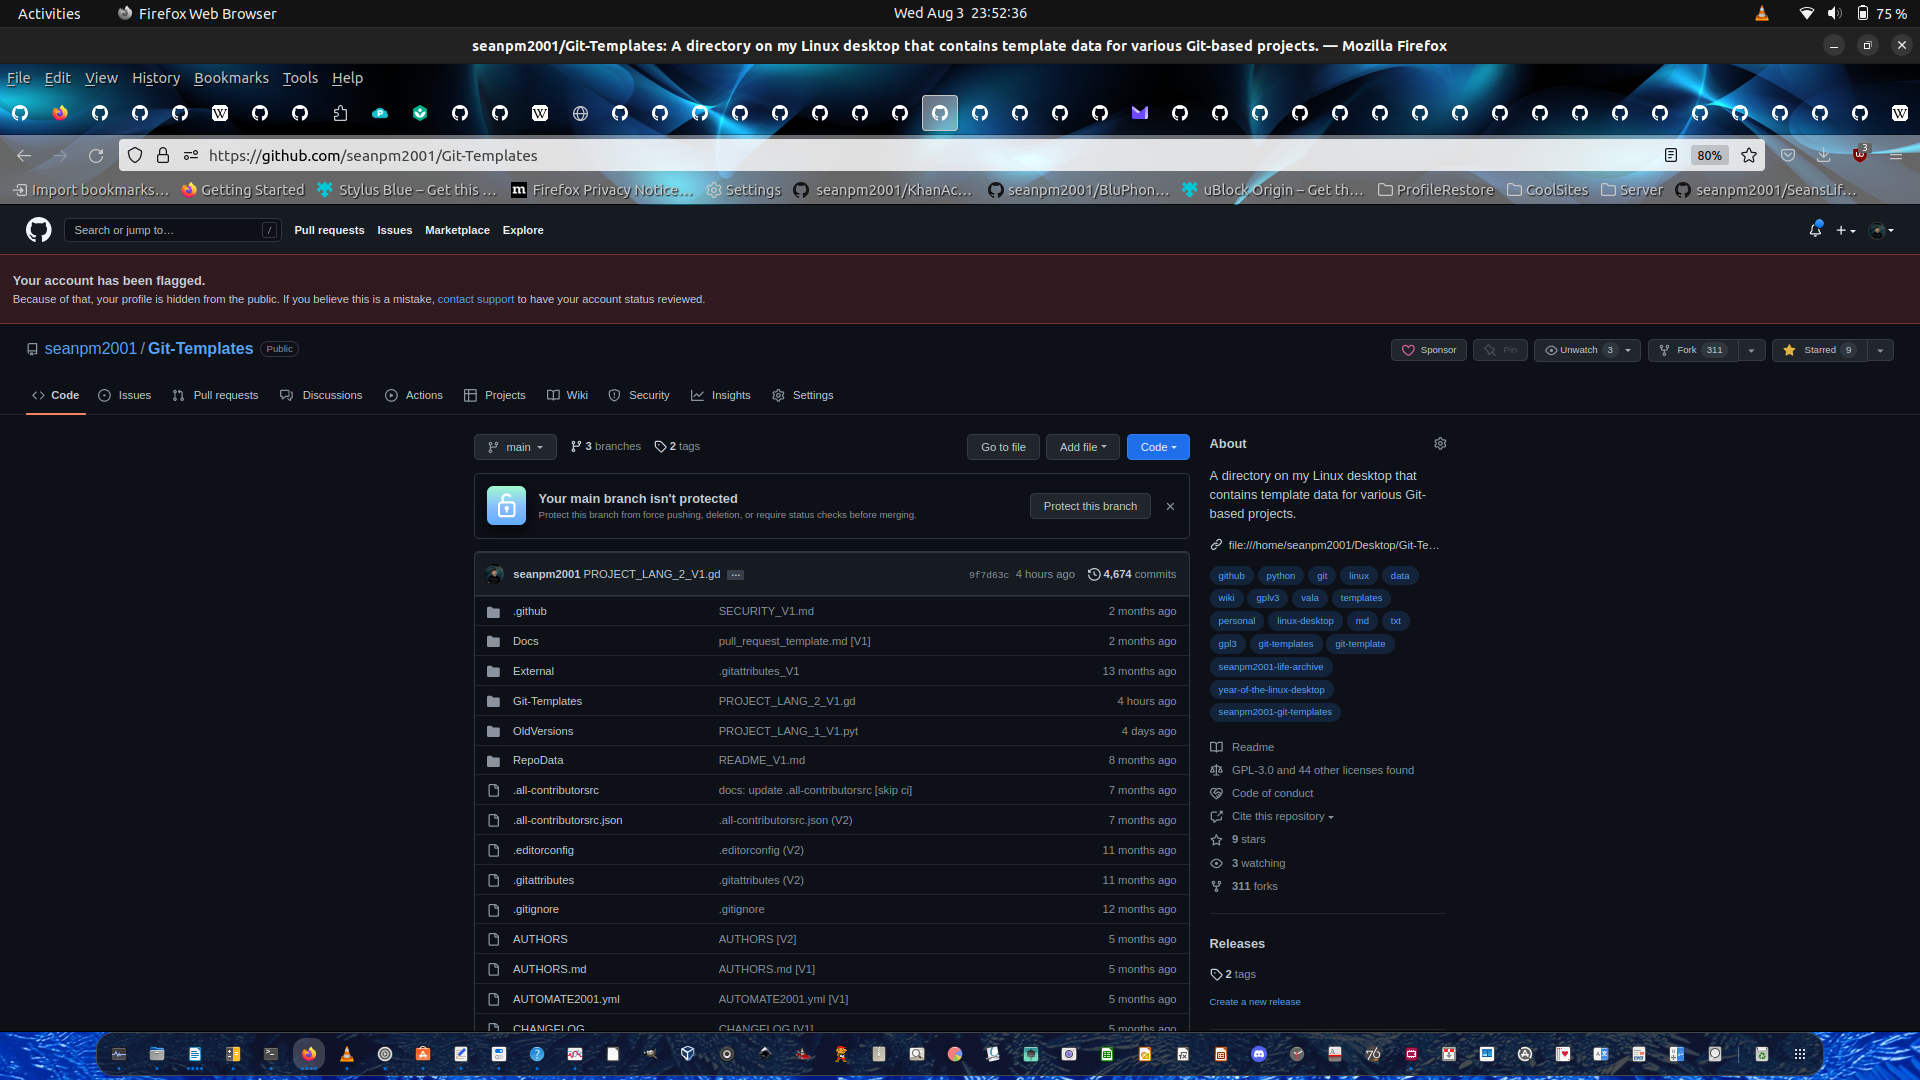 Activities
Firefox Web Browser
Wed Aug 3 23:52:36
75 %
seanpm2001/Git-Templates: A directory on my Linux desktop that contains template data for various Git-based projects. — Mozilla Firefox
File Edit View History Bookmarks Tools Help
https://github.com/seanpm2001/Git-Templates
80%
3
Import bookmarks…
Getting Started
Stylus Blue – Get this …
Firefox Privacy Notice…
Settings
seanpm2001/KhanAc…
seanpm2001/BluPhon…
uBlock Origin – Get th…
ProfileRestore
CoolSites
Server
seanpm2001/SeansLif…
Search or jump to…
/
Pull requests
Issues
Marketplace
Explore
Your account has been flagged.
Because of that, your profile is hidden from the public. If you believe this is a mistake, contact support to have your account status reviewed.
seanpm2001 / Git-Templates
Public
Sponsor
Pin
Unwatch 3
Fork 311
Starred 9
Code
Issues
Pull requests
Discussions
Actions
Projects
Wiki
Security
Insights
Settings
main
3 branches
2 tags
Go to file
Add file
Code
Your main branch isn't protected
Protect this branch from force pushing, deletion, or require status checks before merging.
Protect this branch
seanpm2001 PROJECT_LANG_2_V1.gd
9f7d63c 4 hours ago
4,674 commits
.github SECURITY_V1.md 2 months ago
Docs pull_request_template.md [V1] 2 months ago
External .gitattributes_V1 13 months ago
Git-Templates PROJECT_LANG_2_V1.gd 4 hours ago
OldVersions PROJECT_LANG_1_V1.pyt 4 days ago
RepoData README_V1.md 8 months ago
.all-contributorsrc docs: update .all-contributorsrc [skip ci] 7 months ago
.all-contributorsrc.json .all-contributorsrc.json (V2) 7 months ago
.editorconfig .editorconfig (V2) 11 months ago
.gitattributes .gitattributes (V2) 11 months ago
.gitignore .gitignore 12 months ago
AUTHORS AUTHORS [V2] 5 months ago
AUTHORS.md AUTHORS.md [V1] 5 months ago
AUTOMATE2001.yml AUTOMATE2001.yml [V1] 5 months ago
CHANGELOG CHANGELOG [V1] 5 months ago
About
A directory on my Linux desktop that
contains template data for various Git-
based projects.
file:///home/seanpm2001/Desktop/Git-Te…
github python git linux data
wiki gplv3 vala templates
personal linux-desktop md txt
gpl3 git-templates git-template
seanpm2001-life-archive
year-of-the-linux-desktop
seanpm2001-git-templates
Readme
GPL-3.0 and 44 other licenses found
Code of conduct
Cite this repository
9 stars
3 watching
311 forks
Releases
2 tags
Create a new release